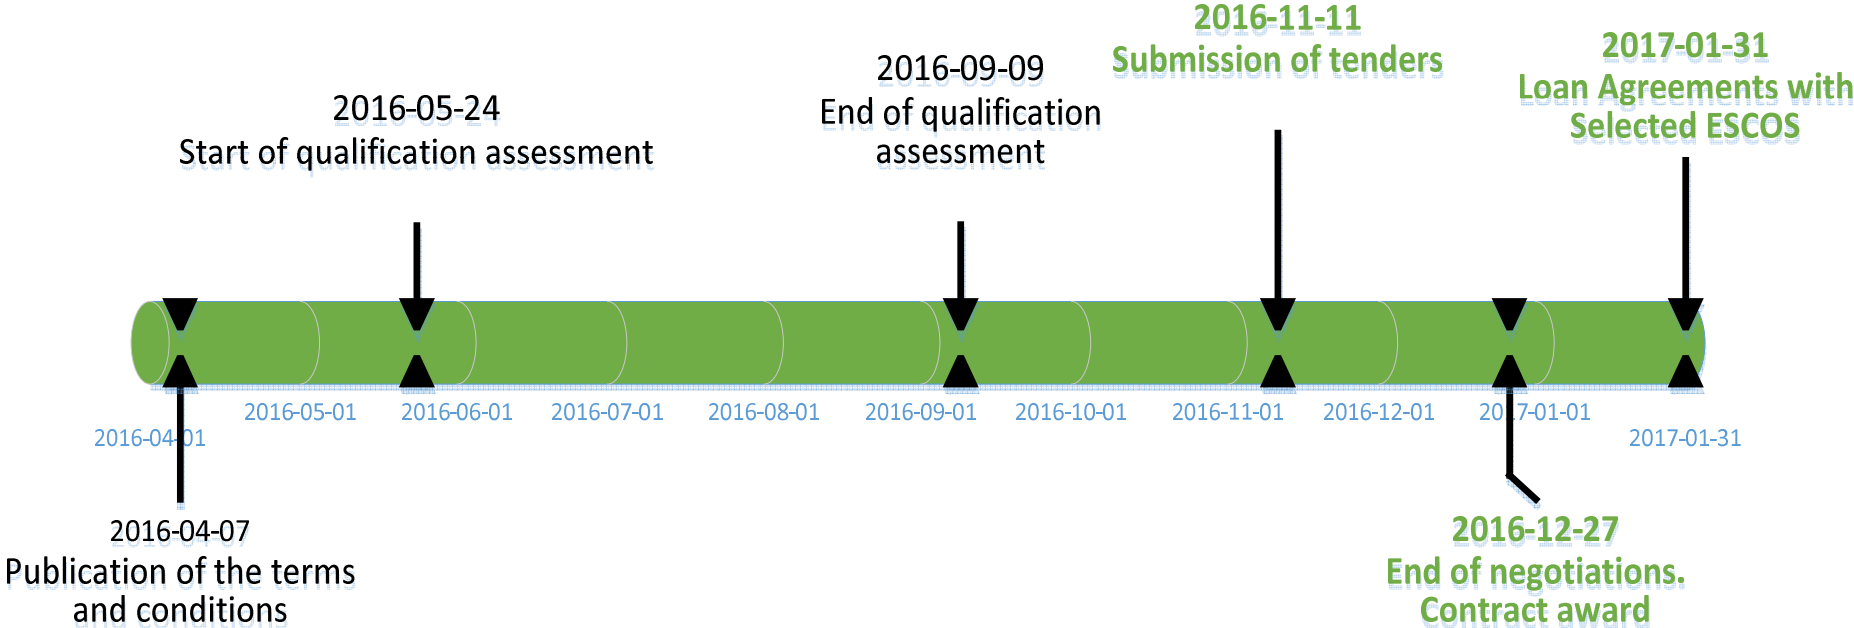 2016-05-24
Start of qualification assessment
2016-09-09
End of qualification
assessment
2016-11-11
Submission of tenders
2017-01-31
Loan Agreements with
Selected ESCOS
2016-04-01
2016-05-01
2016-06-01
2016-07-01
2016-08-01
2016-09-01
2016-10-01
2016-11-01
2016-12-01
2017-01-01
2017-01-31
2016-04-07
Publication of the terms
and conditions
2016-12-27
End of negotiations.
Contract award